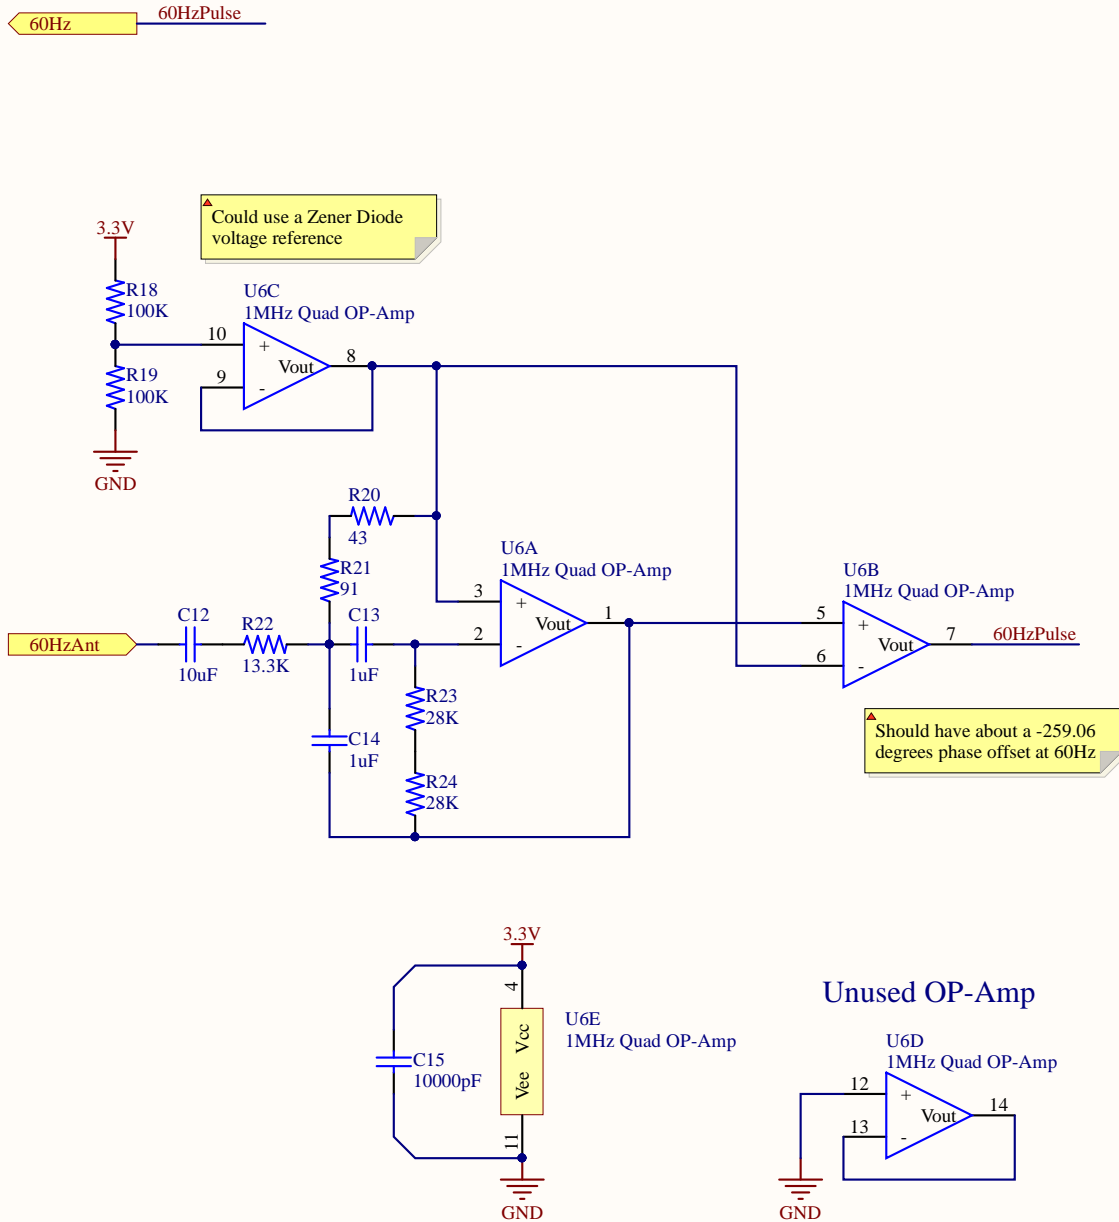 60Hz
60HzPulse
Could use a Zener Diode
voltage reference
3.3V
R18
100K
R19
100K
GND
U6C
1MHz Quad OP-Amp
10
+
9
-
Vout
8
R20
43
R21
91
U6A
1MHz Quad OP-Amp
3
+
2
-
Vout
1
60HzAnt
C12
10uF
R22
13.3K
C13
1uF
C14
1uF
R23
28K
R24
28K
U6B
1MHz Quad OP-Amp
5
+
6
-
Vout
7
60HzPulse
Should have about a -259.06
degrees phase offset at 60Hz
3.3V
4
Vcc
Vee
11
U6E
1MHz Quad OP-Amp
C15
10000pF
GND
Unused OP-Amp
U6D
1MHz Quad OP-Amp
12
+
13
-
Vout
14
GND